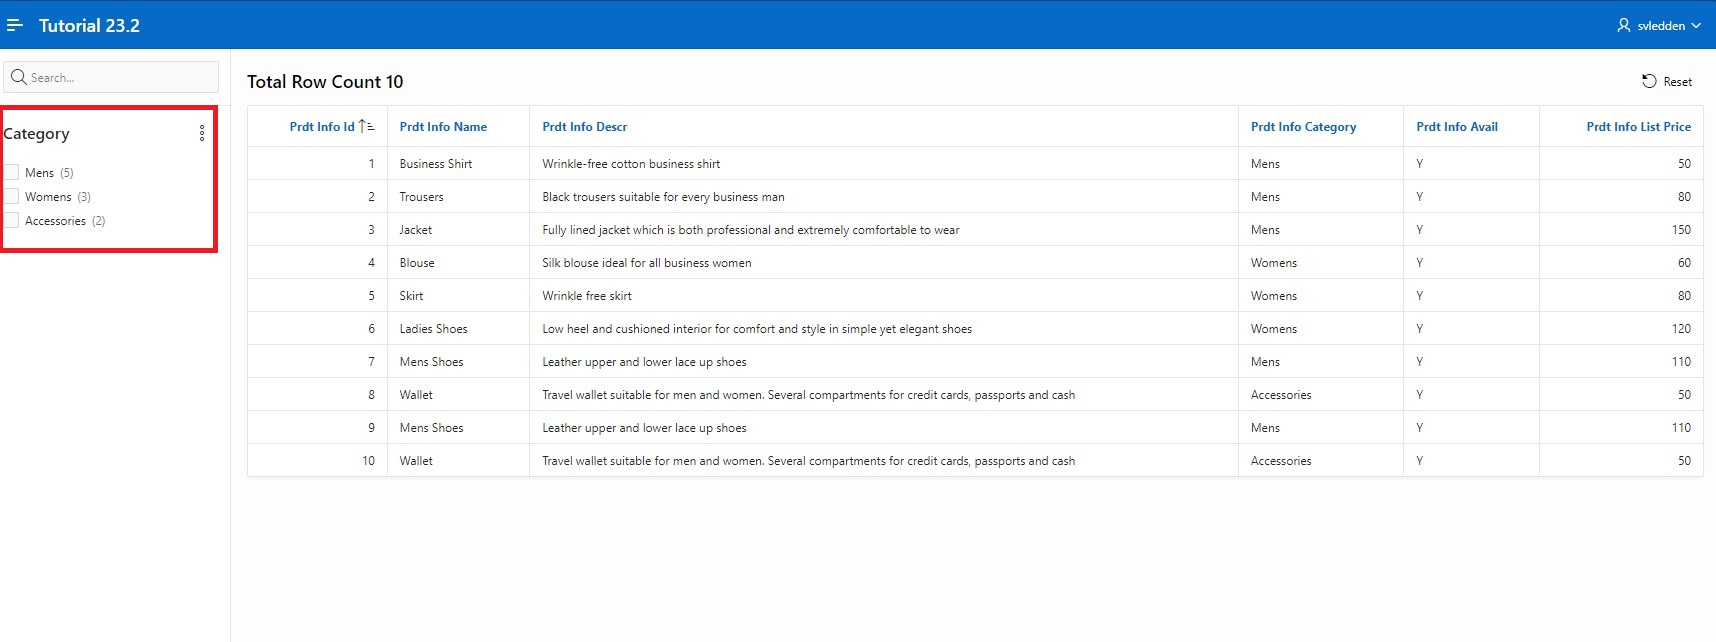 Tutorial 23.2
svledden
Search...
Category
Mens (5)
Womens (3)
Accessories (2)
Total Row Count 10
Reset
Prdt Info Id Prdt Info Name Prdt Info Descr Prdt Info Category Prdt Info Avail Prdt Info List Price
1 Business Shirt Wrinkle-free cotton business shirt Mens Y 50
2 Trousers Black trousers suitable for every business man Mens Y 80
3 Jacket Fully lined jacket which is both professional and extremely comfortable to wear Mens Y 150
4 Blouse Silk blouse ideal for all business women Womens Y 60
5 Skirt Wrinkle free skirt Womens Y 80
6 Ladies Shoes Low heel and cushioned interior for comfort and style in simple yet elegant shoes Womens Y 120
7 Mens Shoes Leather upper and lower lace up shoes Mens Y 110
8 Wallet Travel wallet suitable for men and women. Several compartments for credit cards, passports and cash Accessories Y 50
9 Mens Shoes Leather upper and lower lace up shoes Mens Y 110
10 Wallet Travel wallet suitable for men and women. Several compartments for credit cards, passports and cash Accessories Y 50